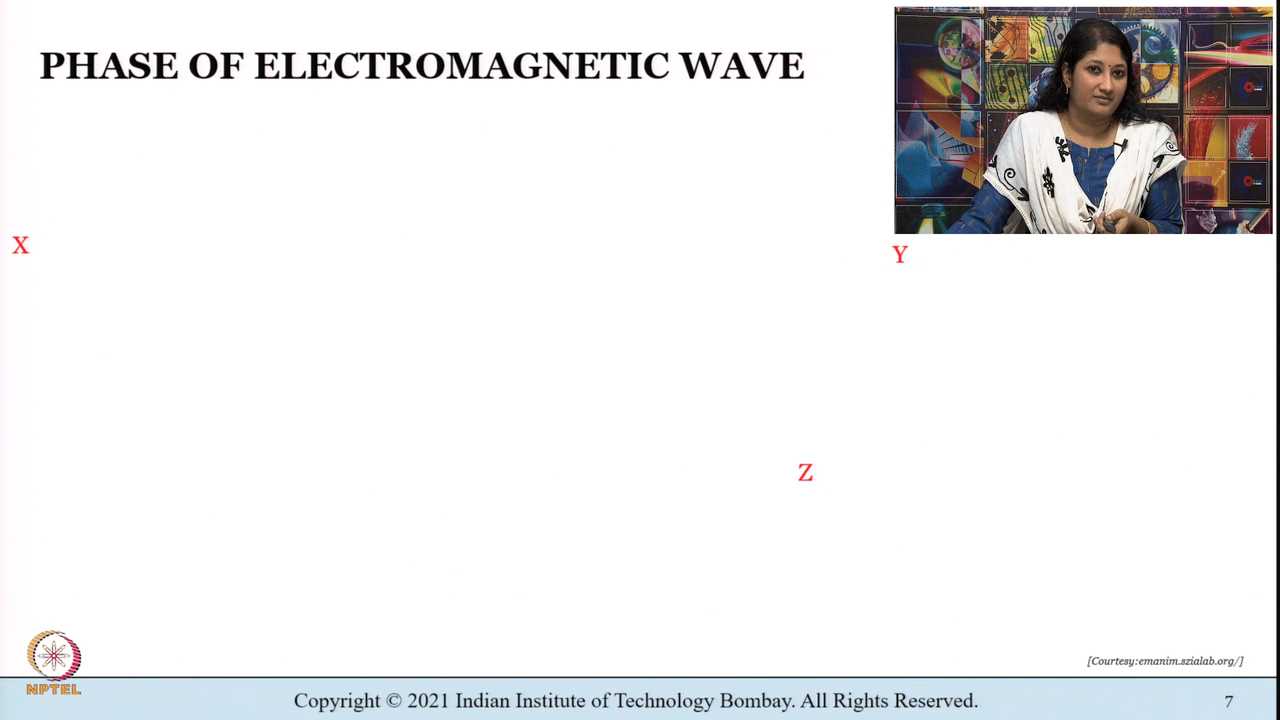 PHASE OF ELECTROMAGNETIC WAVE
X
Y
Z
[Courtesy:emanim.szialab.org/]
NPTEL
Copyright © 2021 Indian Institute of Technology Bombay. All Rights Reserved.
7